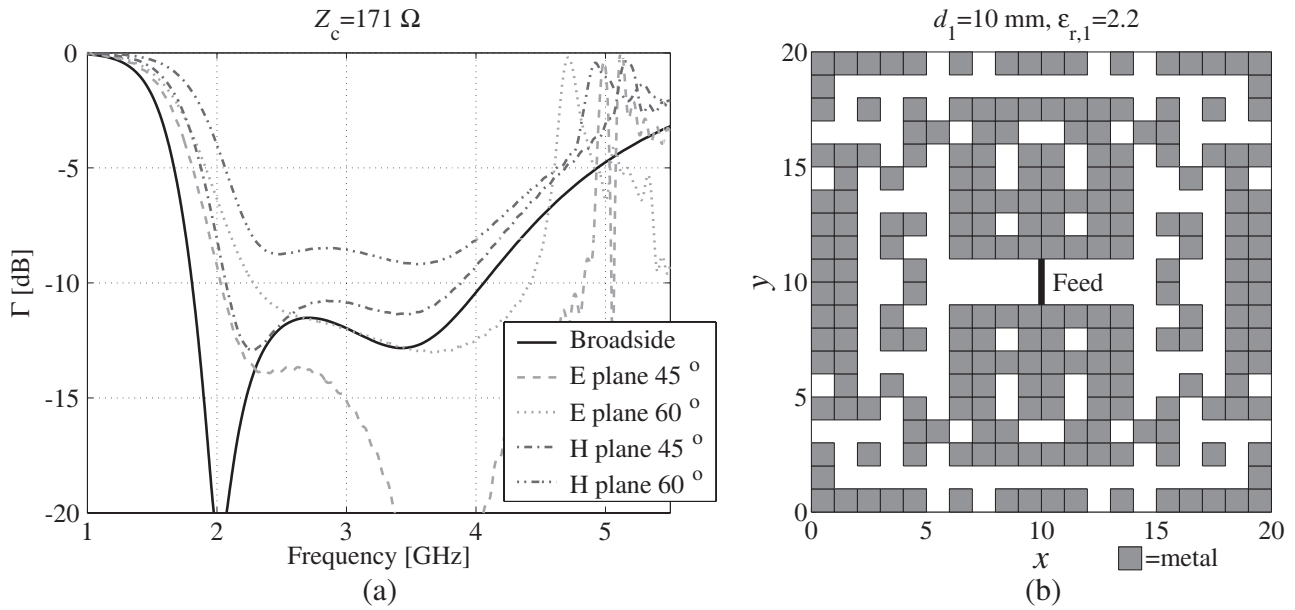 Z_c=171 Ω
0
-5
-10
-15
-20
Γ [dB]
1 2 3 4 5
Frequency [GHz]
Broadside
E plane 45 °
E plane 60 °
H plane 45 °
H plane 60 °
(a)
d_1=10 mm, ε_r,1=2.2
20
15
10
5
0
y
Feed
0 5 10 15 20
x
=metal
(b)